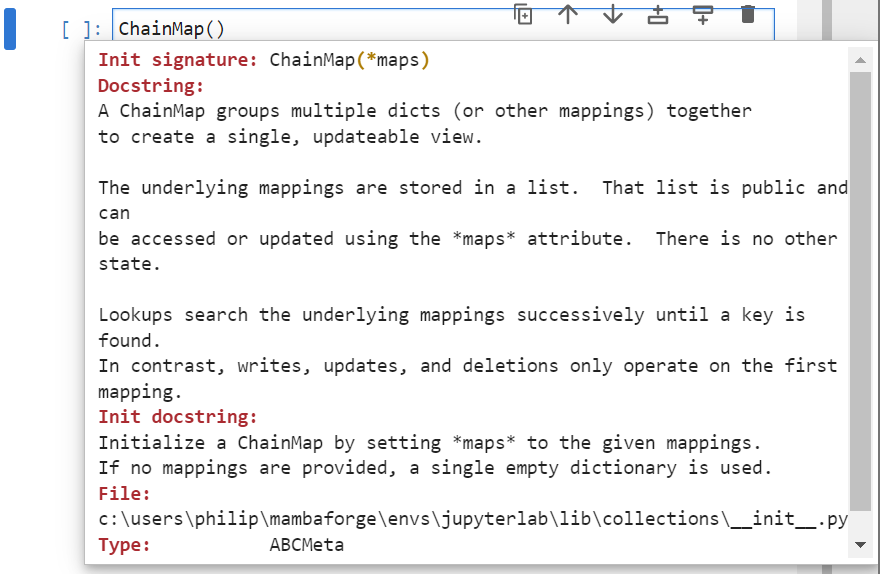 [ ]: ChainMap()
Init signature: ChainMap(*maps)
Docstring:
A ChainMap groups multiple dicts (or other mappings) together
to create a single, updateable view.

The underlying mappings are stored in a list.  That list is public and
can
be accessed or updated using the *maps* attribute.  There is no other
state.

Lookups search the underlying mappings successively until a key is
found.
In contrast, writes, updates, and deletions only operate on the first
mapping.
Init docstring:
Initialize a ChainMap by setting *maps* to the given mappings.
If no mappings are provided, a single empty dictionary is used.
File:
c:\users\philip\mambaforge\envs\jupyterlab\lib\collections\__init__.py
Type:           ABCMeta